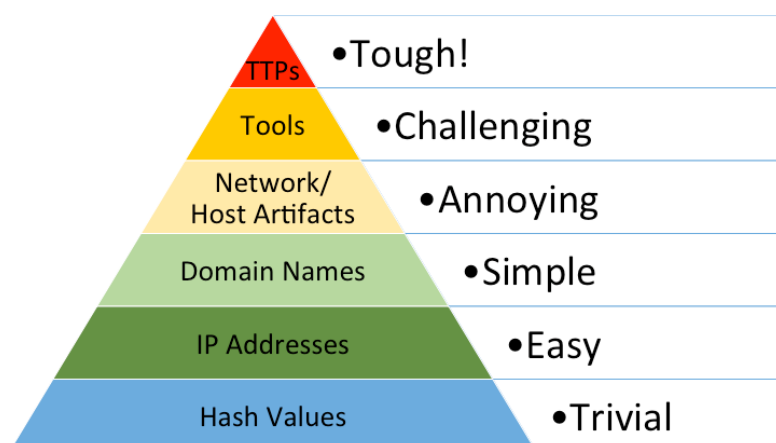 TTPs
•Tough!
Tools
•Challenging
Network/
Host Artifacts
•Annoying
Domain Names
•Simple
IP Addresses
•Easy
Hash Values
•Trivial